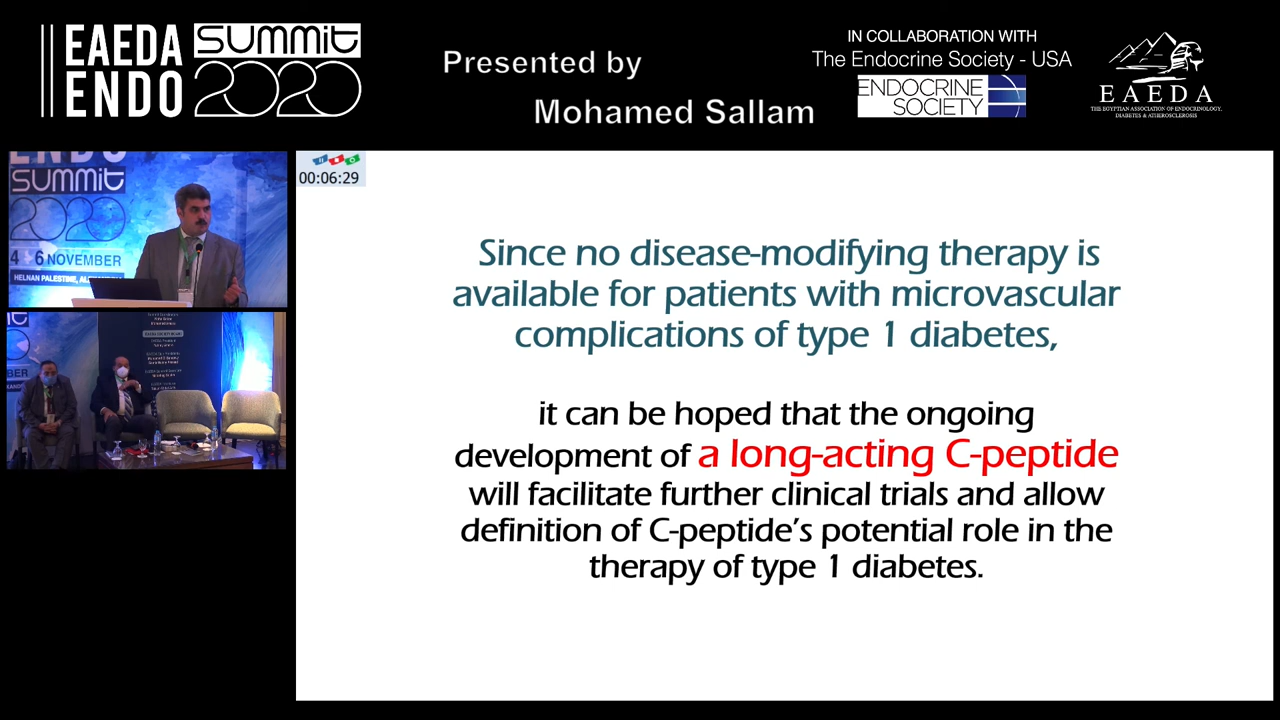 EAEDA
ENDO
SUMMIT
2020
Presented by
Mohamed Sallam
IN COLLABORATION WITH
The Endocrine Society - USA
ENDOCRINE
SOCIETY
EAEDA
THE EGYPTIAN ASSOCIATION OF ENDOCRINOLOGY,
DIABETES & ATHEROSCLEROSIS
SUMMIT
2020
6 NOVEMBER
HELNAN PALESTINE,
00:06:29
Since no disease-modifying therapy is
available for patients with microvascular
complications of type 1 diabetes,
it can be hoped that the ongoing
development of a long-acting C-peptide
will facilitate further clinical trials and allow
definition of C-peptide's potential role in the
therapy of type 1 diabetes.